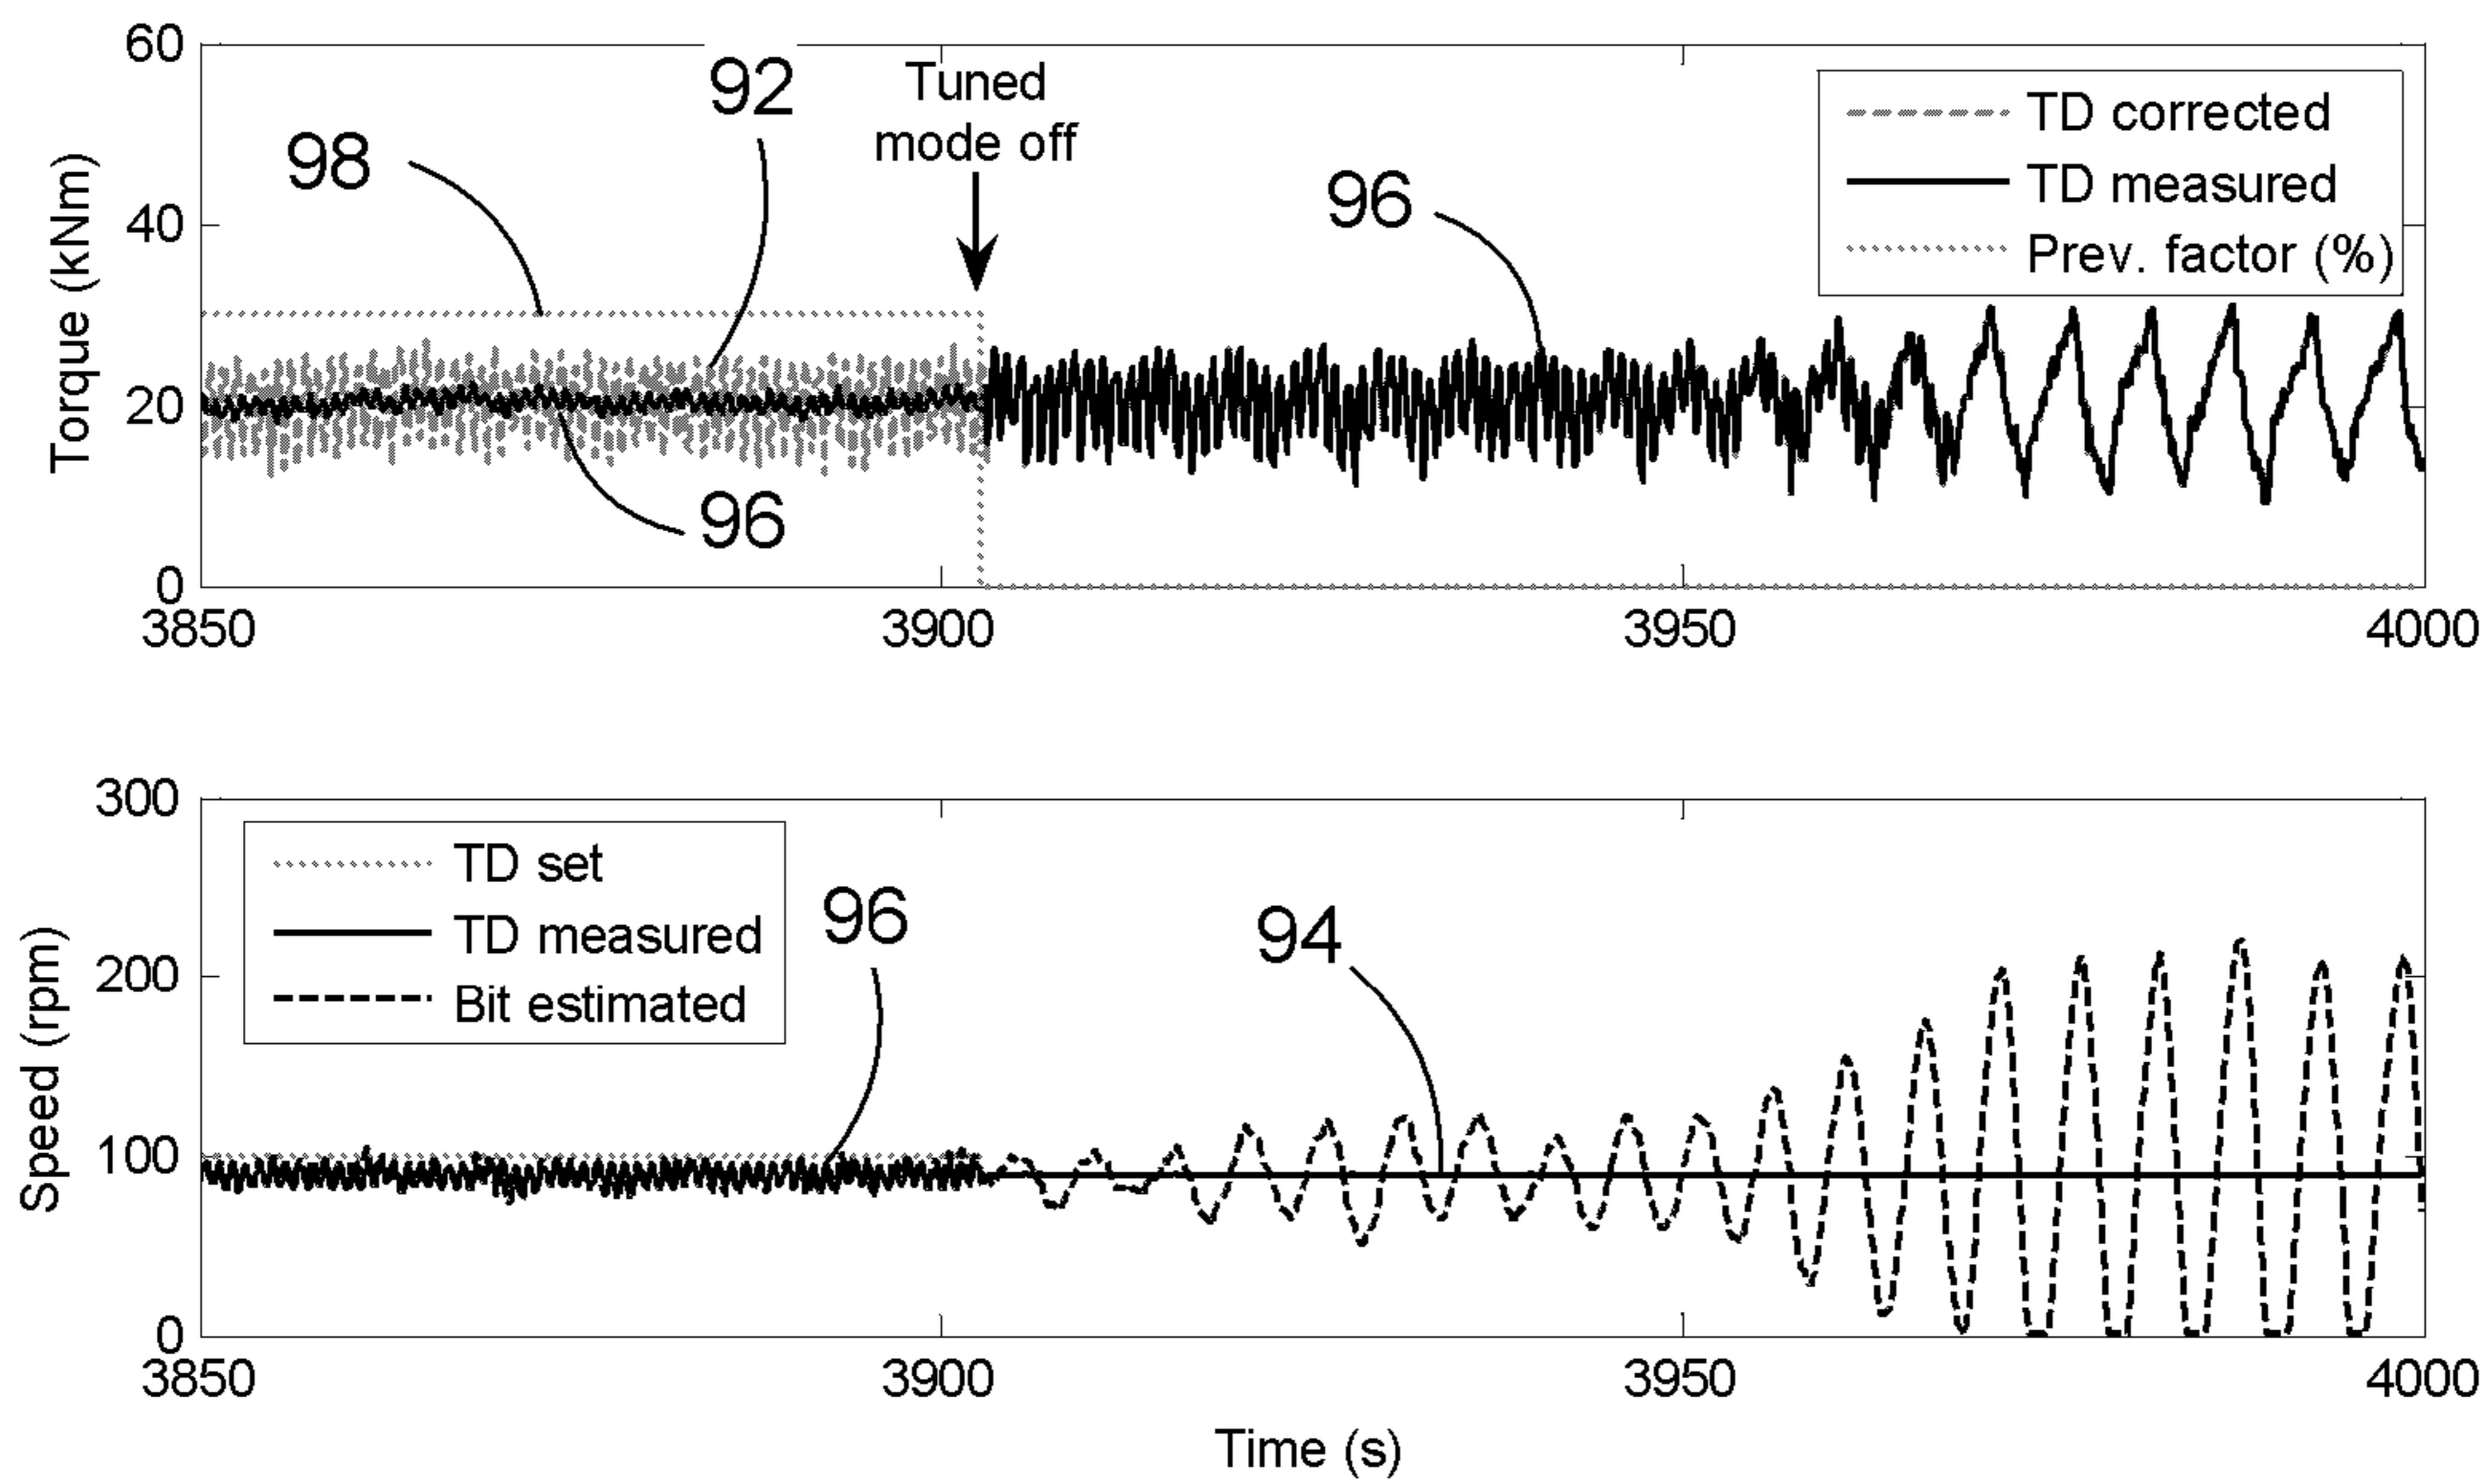 60
40
20
0
Torque (kNm)
98
92
Tuned
mode off
96
96
TD corrected
TD measured
Prev. factor (%)
3850
3900
3950
4000
300
200
100
0
Speed (rpm)
TD set
TD measured
Bit estimated
96
94
3850
3900
3950
4000
Time (s)